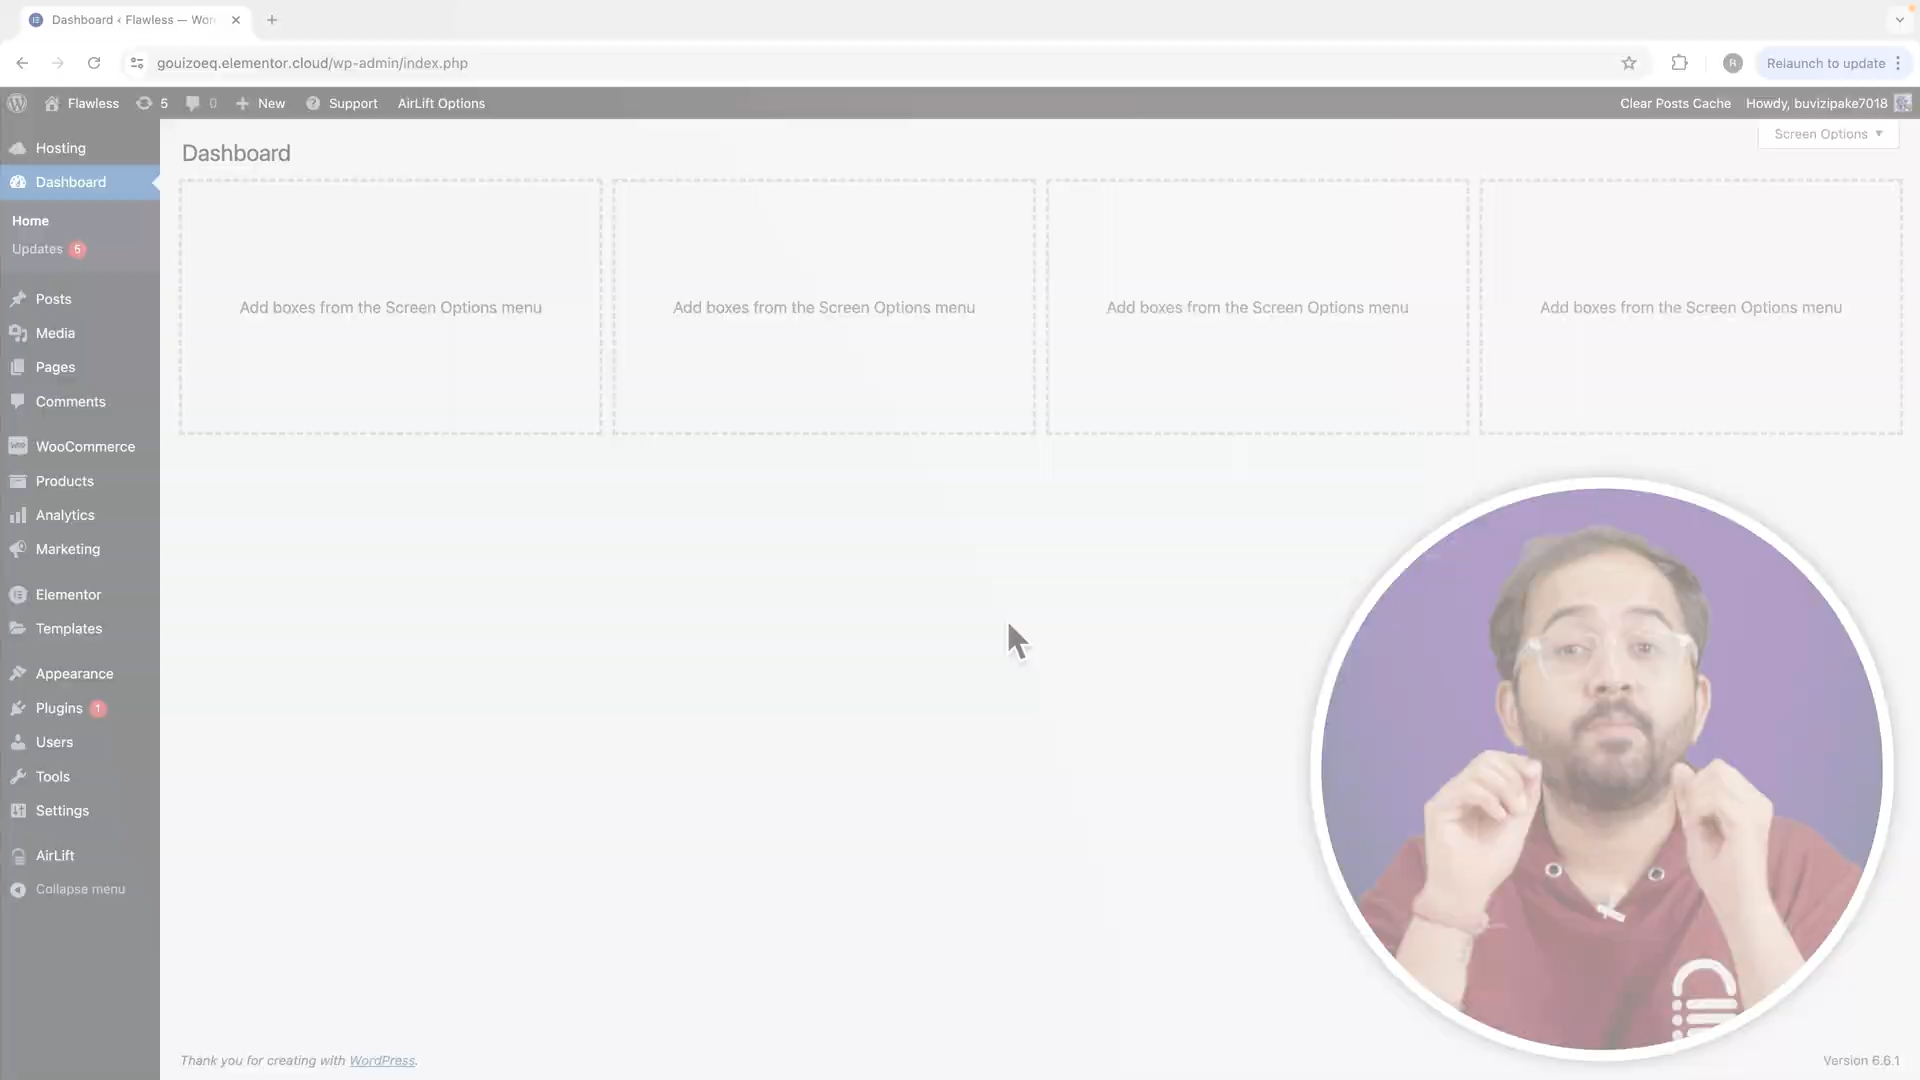 Dashboard ‹ Flawless — Wor
gouizoeq.elementor.cloud/wp-admin/index.php
R
Relaunch to update
Flawless
5
0
New
Support
AirLift Options
Clear Posts Cache
Howdy, buvizipake7018
Hosting
Dashboard
Home
Updates 5
Posts
Media
Pages
Comments
WooCommerce
Products
Analytics
Marketing
Elementor
Templates
Appearance
Plugins 1
Users
Tools
Settings
AirLift
Collapse menu
Dashboard
Screen Options
Add boxes from the Screen Options menu
Add boxes from the Screen Options menu
Add boxes from the Screen Options menu
Add boxes from the Screen Options menu
Thank you for creating with WordPress.
Version 6.6.1